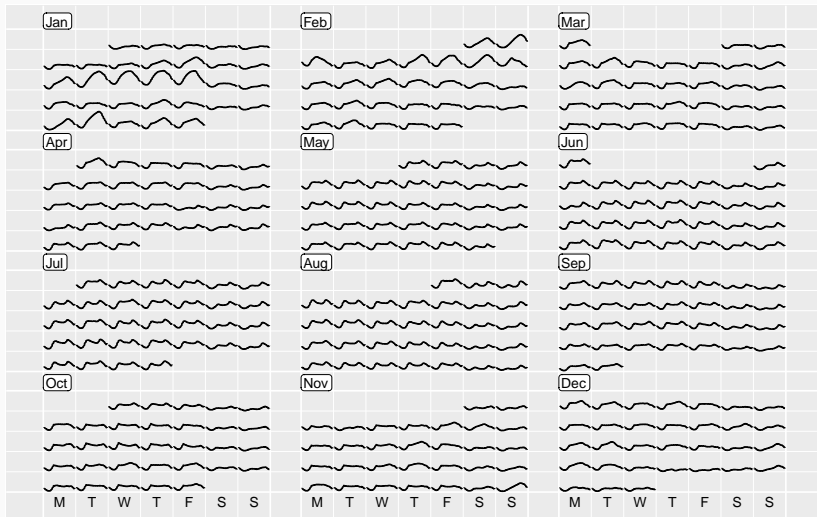 Jan Feb Mar
Apr May Jun
Jul Aug Sep
Oct Nov Dec
M T W T F S S M T W T F S S M T W T F S S